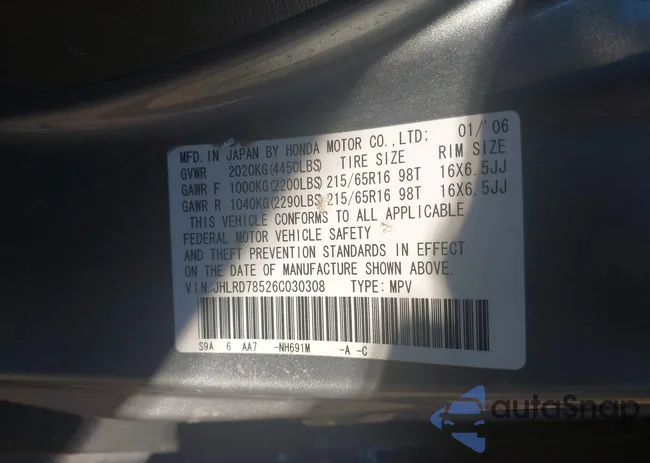 MFD. IN JAPAN BY HONDA MOTOR CO.,LTD: 01/'06
GVWR 2020KG(4450LBS) TIRE SIZE RIM SIZE
GAWR F 1000KG(2200LBS) 215/65R16 98T 16X6.5JJ
GAWR R 1040KG(2290LBS) 215/65R16 98T 16X6.5JJ
THIS VEHICLE CONFORMS TO ALL APPLICABLE
FEDERAL MOTOR VEHICLE SAFETY
AND THEFT PREVENTION STANDARDS IN EFFECT
ON THE DATE OF MANUFACTURE SHOWN ABOVE.
V.I.N:JHLRD78526C030308 TYPE: MPV
S9A 6 AA7 -NH691M -A -C
autoSnap